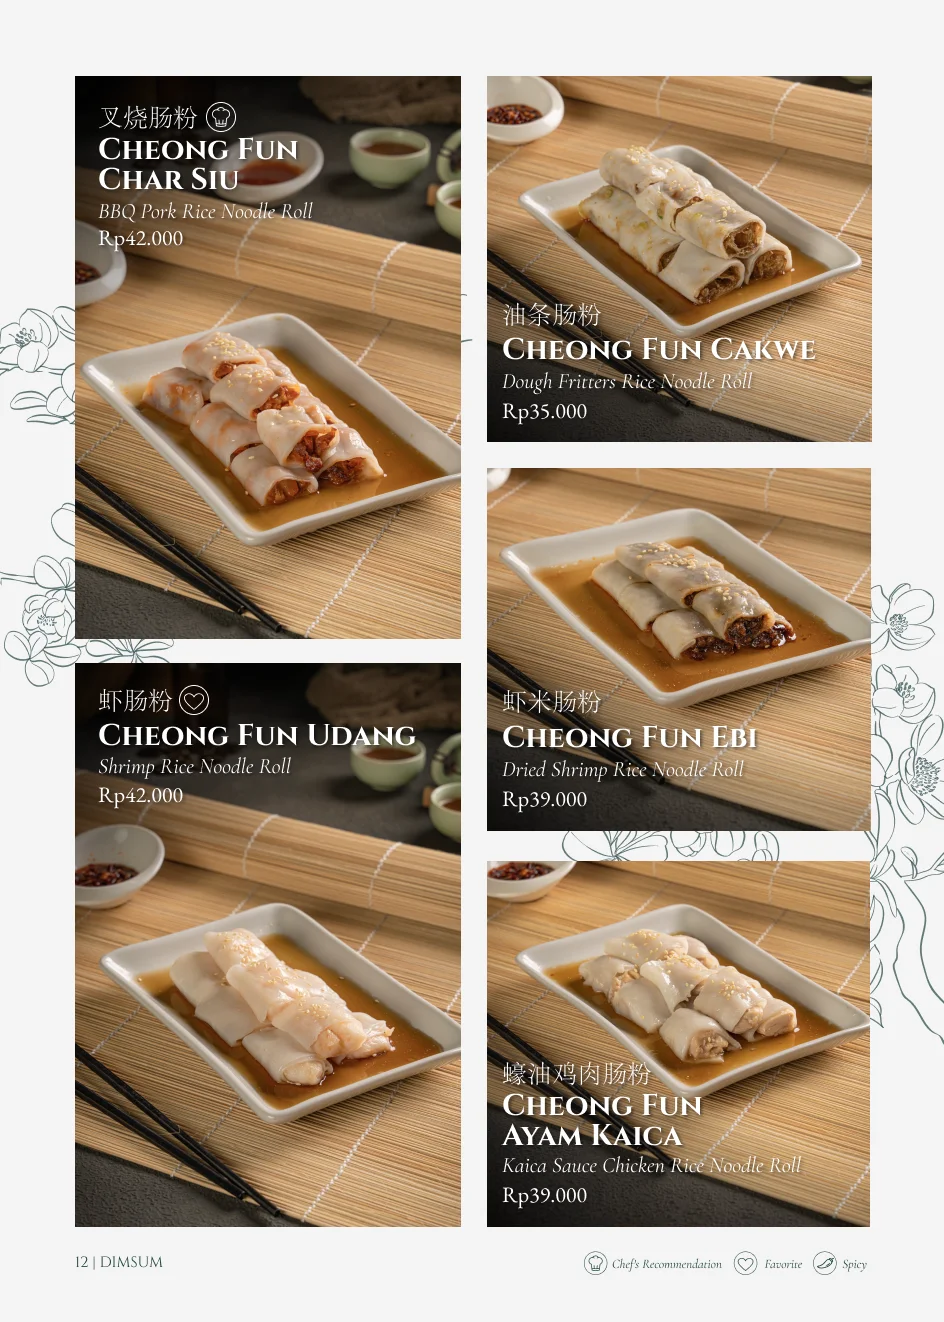 叉烧肠粉
Cheong Fun
Char Siu
BBQ Pork Rice Noodle Roll
Rp42.000
油条肠粉
Cheong Fun Cakwe
Dough Fritters Rice Noodle Roll
Rp35.000
虾肠粉
Cheong Fun Udang
Shrimp Rice Noodle Roll
Rp42.000
虾米肠粉
Cheong Fun Ebi
Dried Shrimp Rice Noodle Roll
Rp39.000
蠔油鸡肉肠粉
Cheong Fun
Ayam Kaica
Kaica Sauce Chicken Rice Noodle Roll
Rp39.000
12 | DIMSUM
Chef's Recommendation Favorite Spicy